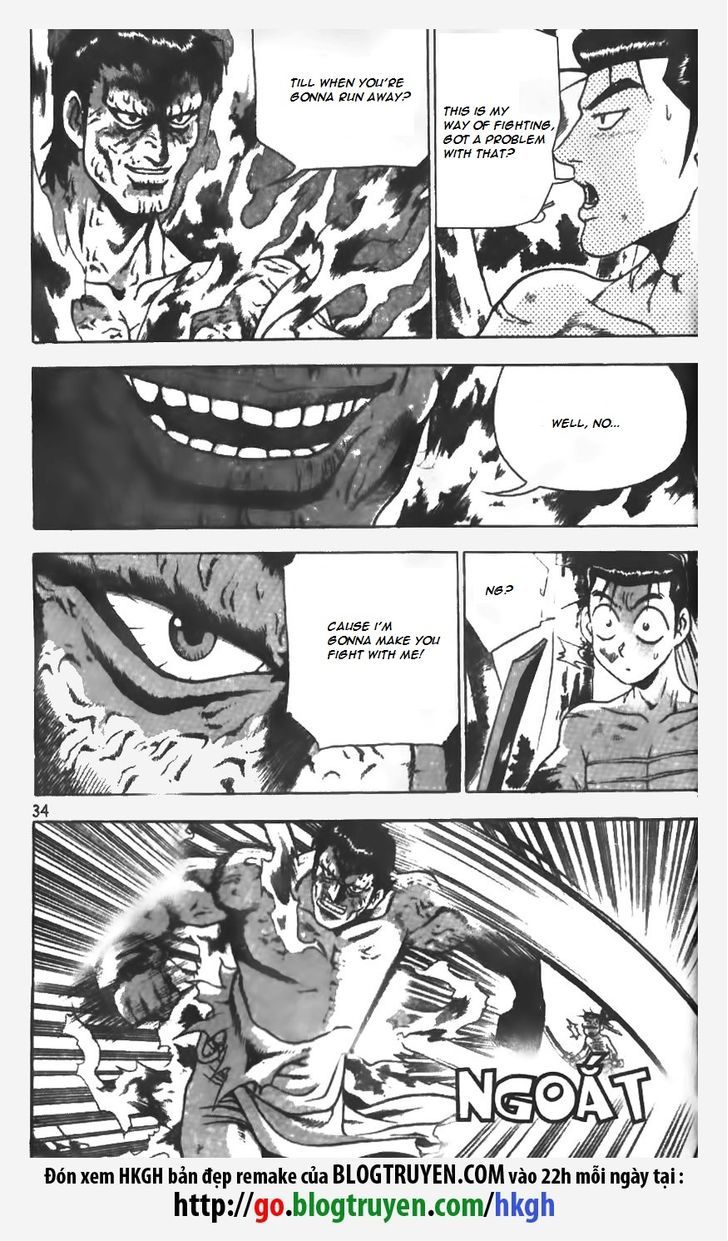 TILL WHEN YOU'RE
GONNA RUN AWAY?
THIS IS MY
WAY OF FIGHTING,
GOT A PROBLEM
WITH THAT?
WELL, NO...
CAUSE I'M
GONNA MAKE YOU
FIGHT WITH ME!
NG?
34
NGOẮT
Đón xem HKGH bản đẹp remake của BLOGTRUYEN.COM vào 22h mỗi ngày tại :
http://go.blogtruyen.com/hkgh